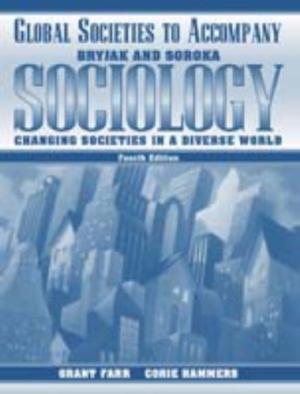 GLOBAL SOCIETIES TO ACCOMPANY
BRYJAK AND SOROKA
SOCIOLOGY
CHANGING SOCIETIES IN A DIVERSE WORLD
Fourth Edition
GRANT FARR CORIE HAMMERS